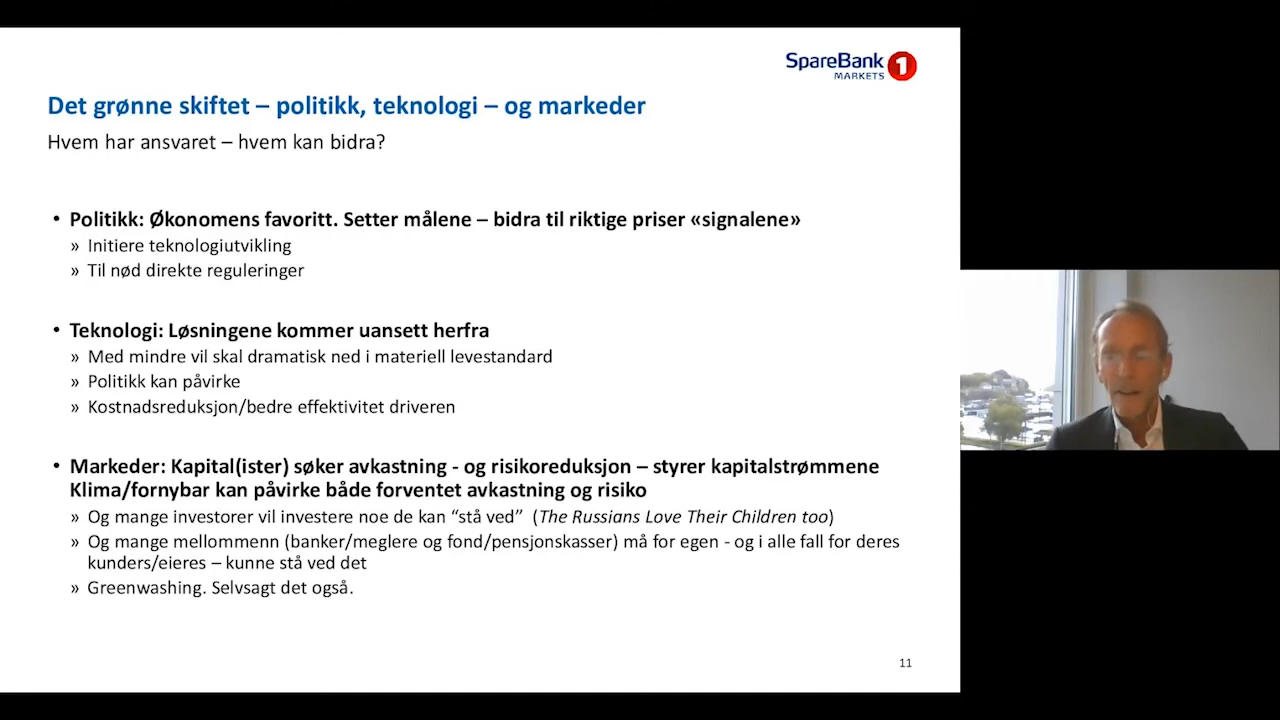 SpareBank 1
MARKETS
Det grønne skiftet – politikk, teknologi – og markeder
Hvem har ansvaret – hvem kan bidra?
• Politikk: Økonomens favoritt. Setter målene – bidra til riktige priser «signalene»
» Initiere teknologiutvikling
» Til nød direkte reguleringer
• Teknologi: Løsningene kommer uansett herfra
» Med mindre vil skal dramatisk ned i materiell levestandard
» Politikk kan påvirke
» Kostnadsreduksjon/bedre effektivitet driveren
• Markeder: Kapital(ister) søker avkastning - og risikoreduksjon – styrer kapitalstrømmene
Klima/fornybar kan påvirke både forventet avkastning og risiko
» Og mange investorer vil investere noe de kan “stå ved” (The Russians Love Their Children too)
» Og mange mellommenn (banker/meglere og fond/pensjonskasser) må for egen - og i alle fall for deres
kunders/eieres – kunne stå ved det
» Greenwashing. Selvsagt det også.
11